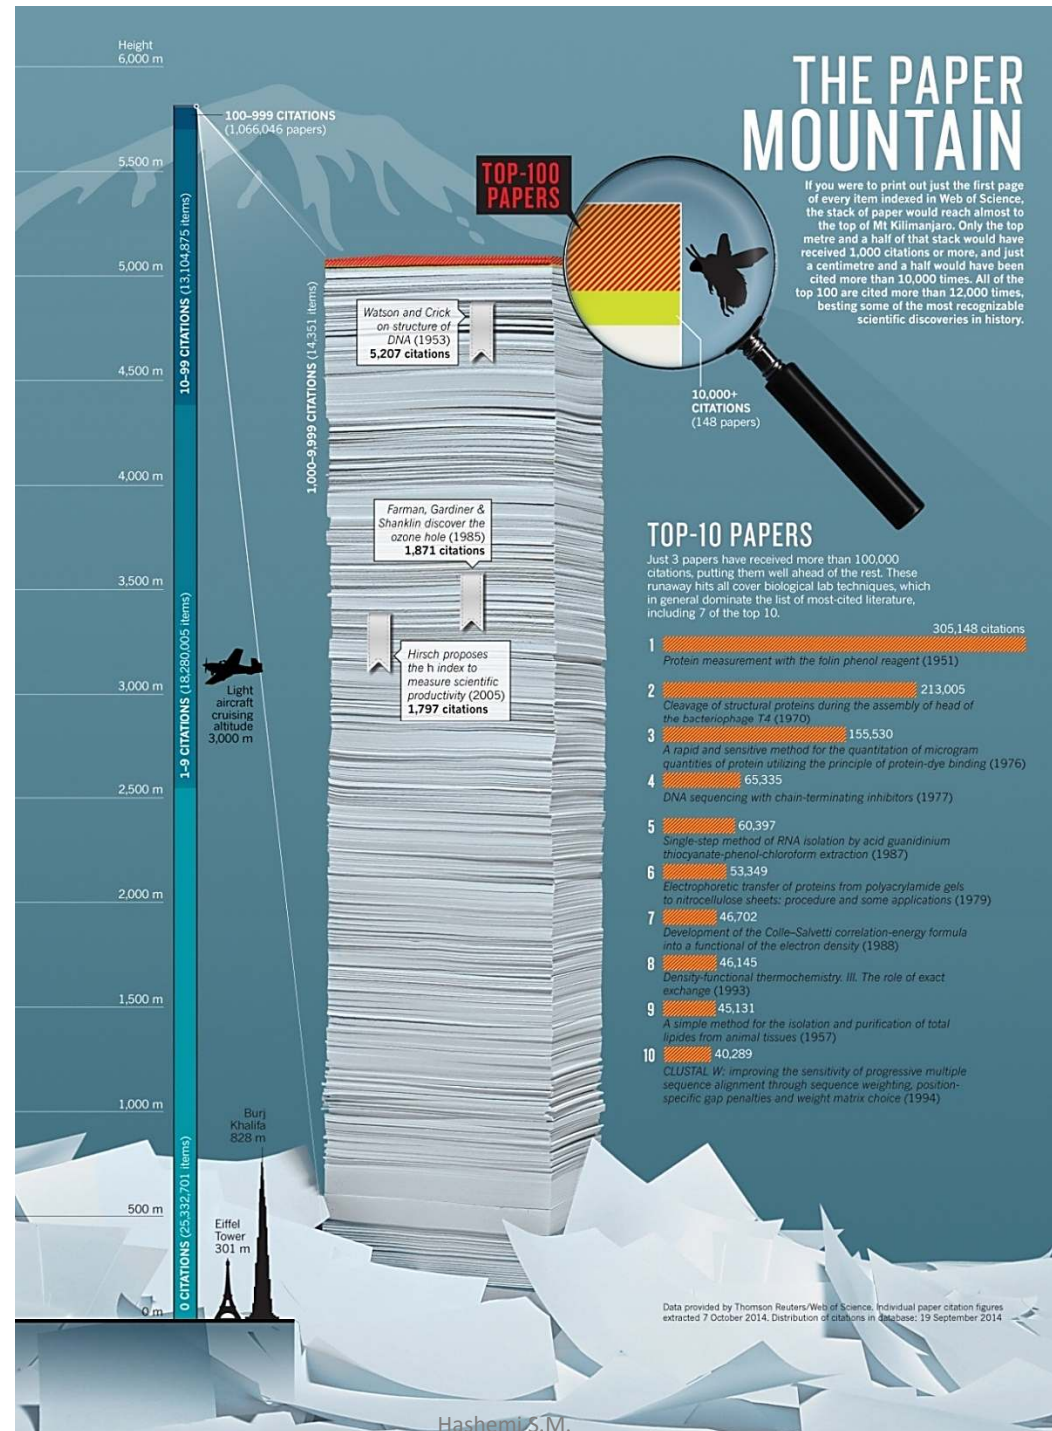 THE PAPER
MOUNTAIN
If you were to print out just the first page
of every item indexed in Web of Science,
the stack of paper would reach almost to
the top of Mt Kilimanjaro. Only the top
metre and a half of that stack would have
received 1,000 citations or more, and just
a centimetre and a half would have been
cited more than 10,000 times. All of the
top 100 are cited more than 12,000 times,
besting some of the most recognizable
scientific discoveries in history.
Height
6,000 m
5,500 m
5,000 m
4,500 m
4,000 m
3,500 m
3,000 m
2,500 m
2,000 m
1,500 m
1,000 m
500 m
0 m
100–999 CITATIONS
(1,066,046 papers)
10–99 CITATIONS (13,104,875 items)
1–9 CITATIONS (18,280,005 items)
0 CITATIONS (25,332,701 items)
Light
aircraft
cruising
altitude
3,000 m
Burj
Khalifa
828 m
Eiffel
Tower
301 m
TOP-100
PAPERS
10,000+
CITATIONS
(148 papers)
1,000–9,999 CITATIONS (14,351 items)
Watson and Crick
on structure of
DNA (1953)
5,207 citations
Farman, Gardiner &
Shanklin discover the
ozone hole (1985)
1,871 citations
Hirsch proposes
the h index to
measure scientific
productivity (2005)
1,797 citations
TOP-10 PAPERS
Just 3 papers have received more than 100,000
citations, putting them well ahead of the rest. These
runaway hits all cover biological lab techniques, which
in general dominate the list of most-cited literature,
including 7 of the top 10.
305,148 citations
1
Protein measurement with the folin phenol reagent (1951)
2 213,005
Cleavage of structural proteins during the assembly of head of
the bacteriophage T4 (1970)
3 155,530
A rapid and sensitive method for the quantitation of microgram
quantities of protein utilizing the principle of protein-dye binding (1976)
4 65,335
DNA sequencing with chain-terminating inhibitors (1977)
5 60,397
Single-step method of RNA isolation by acid guanidinium
thiocyanate-phenol-chloroform extraction (1987)
6 53,349
Electrophoretic transfer of proteins from polyacrylamide gels
to nitrocellulose sheets: procedure and some applications (1979)
7 46,702
Development of the Colle–Salvetti correlation-energy formula
into a functional of the electron density (1988)
8 46,145
Density-functional thermochemistry. III. The role of exact
exchange (1993)
9 45,131
A simple method for the isolation and purification of total
lipides from animal tissues (1957)
10 40,289
CLUSTAL W: improving the sensitivity of progressive multiple
sequence alignment through sequence weighting, position-
specific gap penalties and weight matrix choice (1994)
Data provided by Thomson Reuters/Web of Science. Individual paper citation figures
extracted 7 October 2014. Distribution of citations in database: 19 September 2014
Hashemi S.M.